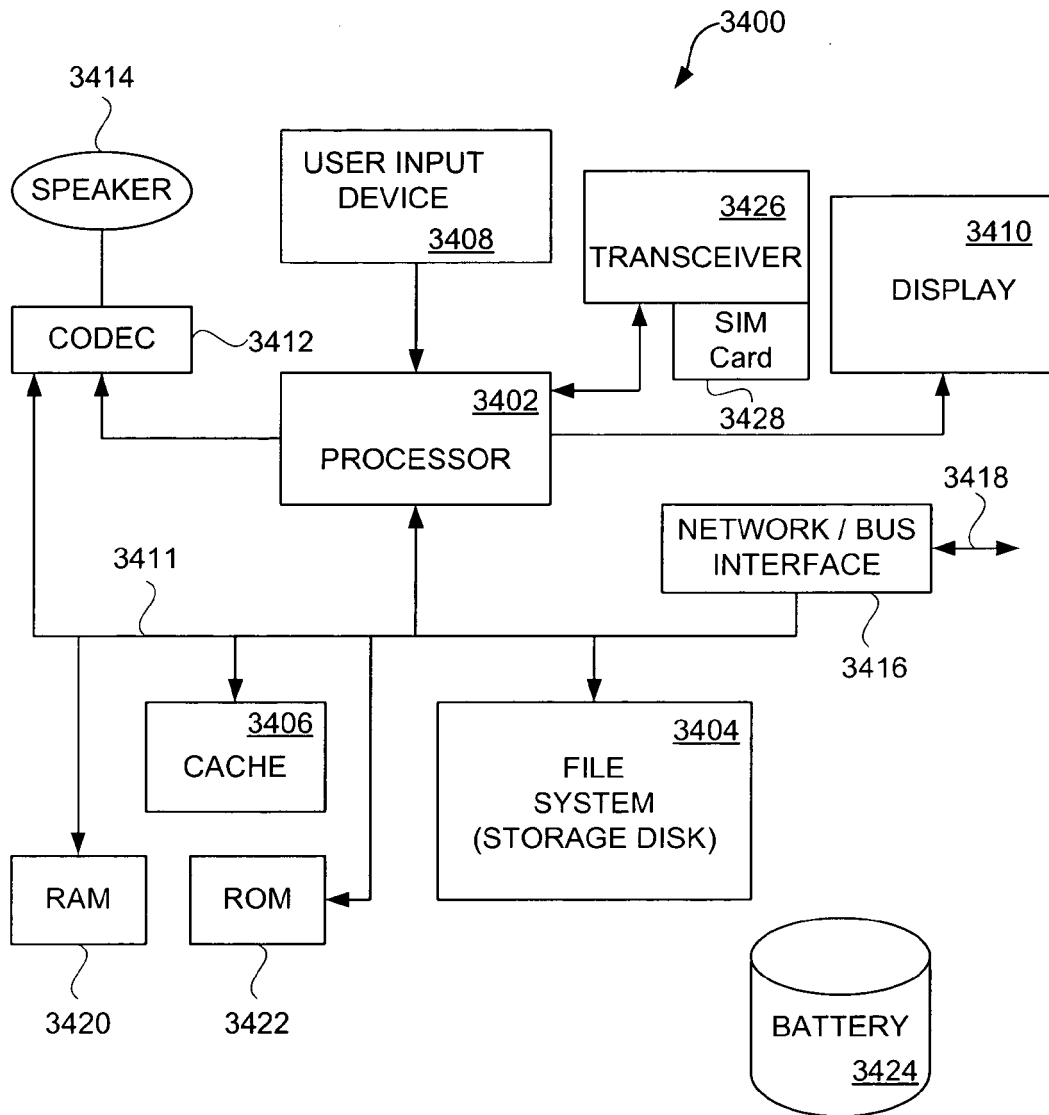 3400
3414
SPEAKER
USER INPUT
DEVICE
3408
3426
TRANSCEIVER
3410
DISPLAY
CODEC
3412
SIM
Card
3428
3402
PROCESSOR
3418
NETWORK / BUS
INTERFACE
3416
3411
3406
CACHE
3404
FILE
SYSTEM
(STORAGE DISK)
RAM
ROM
3420
3422
BATTERY
3424